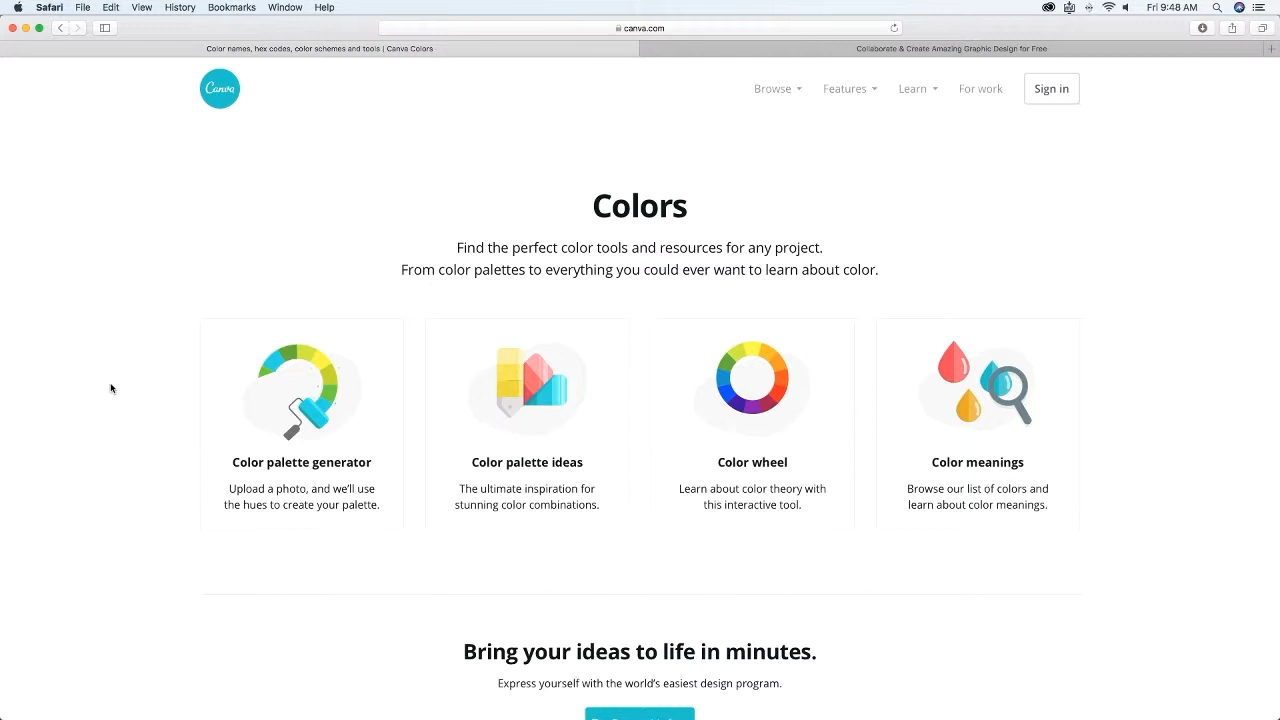 Safari File Edit View History Bookmarks Window Help
Fri 9:48 AM
canva.com
Color names, hex codes, color schemes and tools | Canva Colors
Collaborate & Create Amazing Graphic Design for Free
Canva
Browse Features Learn For work Sign in
Colors
Find the perfect color tools and resources for any project.
From color palettes to everything you could ever want to learn about color.
Color palette generator
Upload a photo, and we'll use
the hues to create your palette.
Color palette ideas
The ultimate inspiration for
stunning color combinations.
Color wheel
Learn about color theory with
this interactive tool.
Color meanings
Browse our list of colors and
learn about color meanings.
Bring your ideas to life in minutes.
Express yourself with the world's easiest design program.